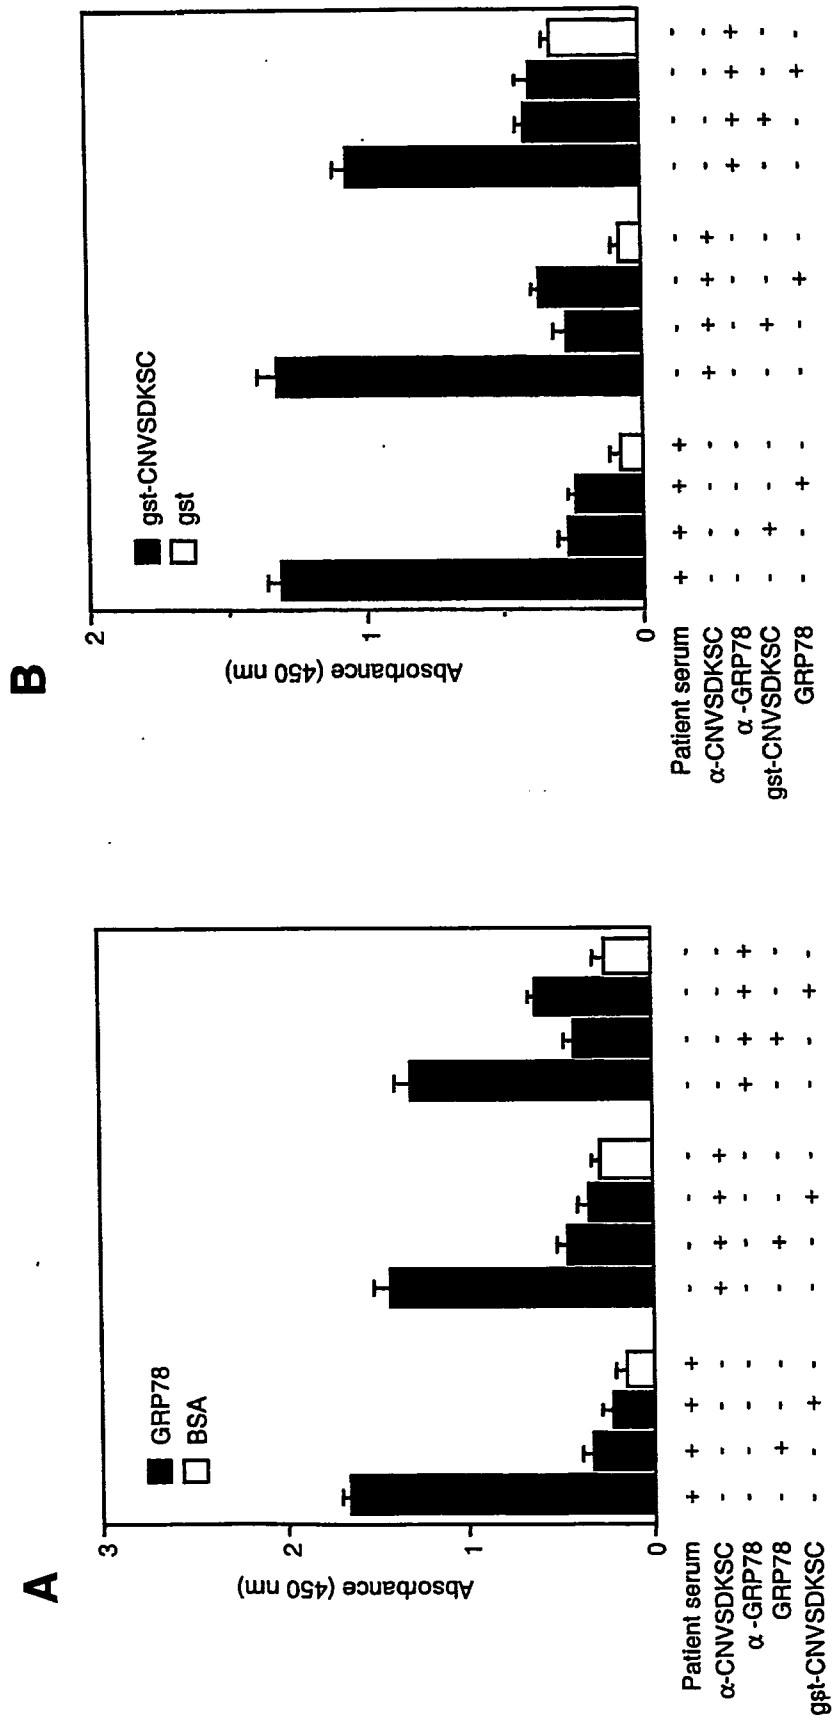 A
GRP78
BSA
3
2
1
0
Absorbance (450 nm)
Patient serum + + + + - - - - - - - -
α-CNVSDKSC - - - - + + + + - - - -
α -GRP78 - - - - - - - - + + + +
GRP78 - + - - - + - - - + - -
gst-CNVSDKSC - - + - - - + - - - + -
B
gst-CNVSDKSC
gst
2
1
0
Absorbance (450 nm)
Patient serum + + + + - - - - - - - -
α-CNVSDKSC - - - - + + + + - - - -
α -GRP78 - - - - - - - - + + + +
gst-CNVSDKSC - + - - - + - - - + - -
GRP78 - - + - - - + - - - + -